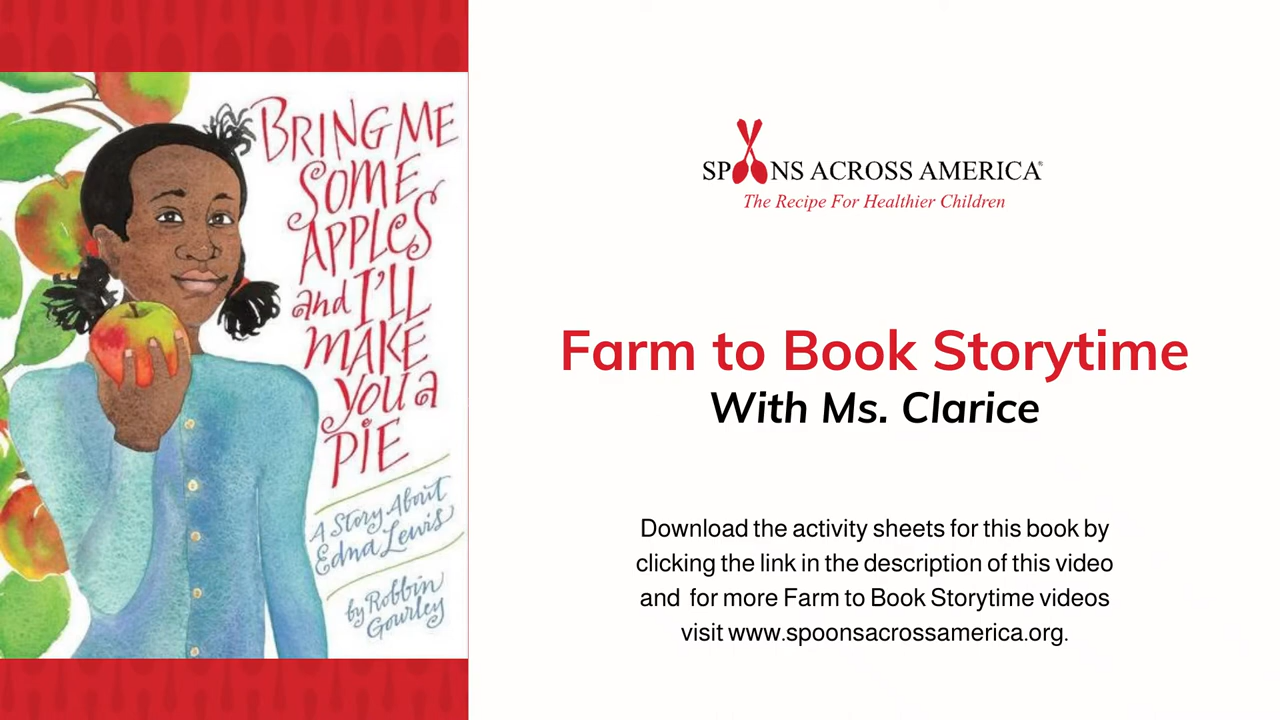 BRING ME
SOME
APPLES
and I'LL
MAKE
YOU a
PIE
A Story About
Edna Lewis
by Robbin
Gourley
SPOONS ACROSS AMERICA®
The Recipe For Healthier Children
Farm to Book Storytime
With Ms. Clarice
Download the activity sheets for this book by
clicking the link in the description of this video
and for more Farm to Book Storytime videos
visit www.spoonsacrossamerica.org.